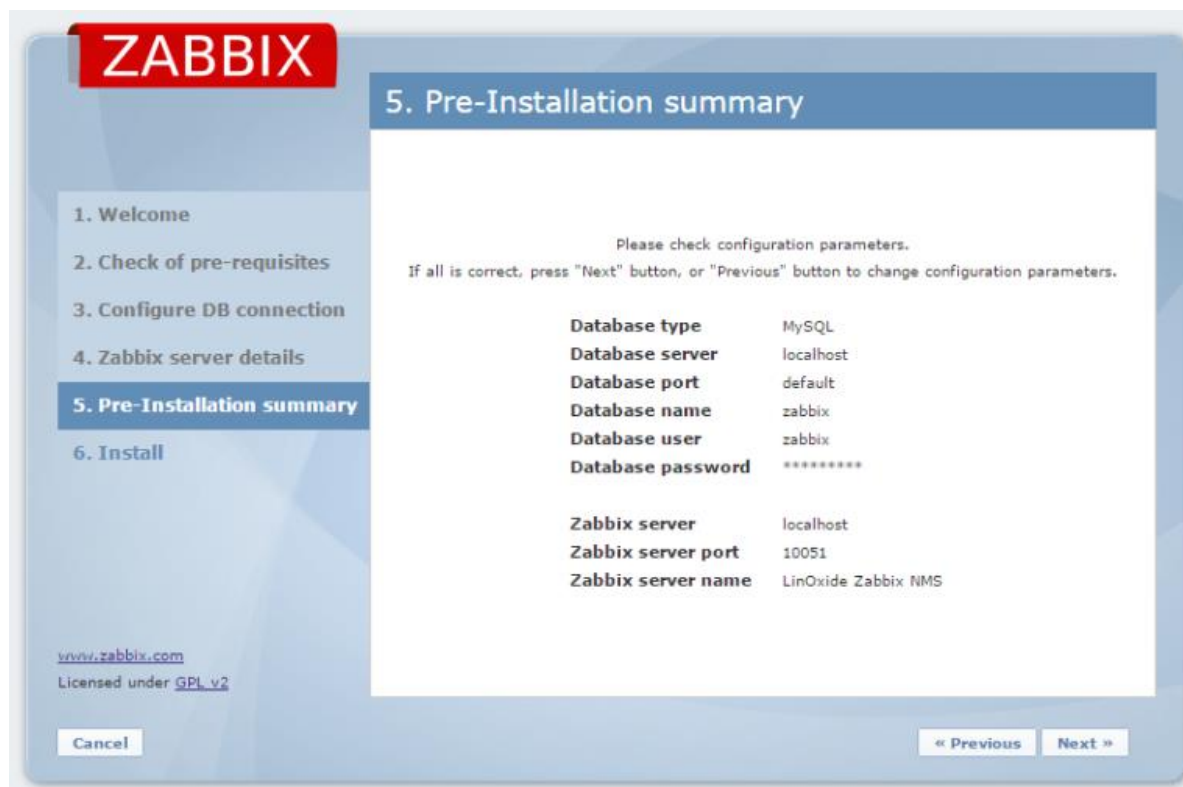 ZABBIX
5. Pre-Installation summary
1. Welcome
2. Check of pre-requisites
3. Configure DB connection
4. Zabbix server details
5. Pre-Installation summary
6. Install
Please check configuration parameters.
If all is correct, press "Next" button, or "Previous" button to change configuration parameters.
Database type MySQL
Database server localhost
Database port default
Database name zabbix
Database user zabbix
Database password *********
Zabbix server localhost
Zabbix server port 10051
Zabbix server name LinOxide Zabbix NMS
www.zabbix.com
Licensed under GPL v2
Cancel
« Previous
Next »